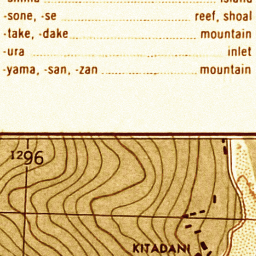 -sone, -se reef, shoal
-take, -dake mountain
-ura inlet
-yama, -san, -zan mountain
1296
KITADANI